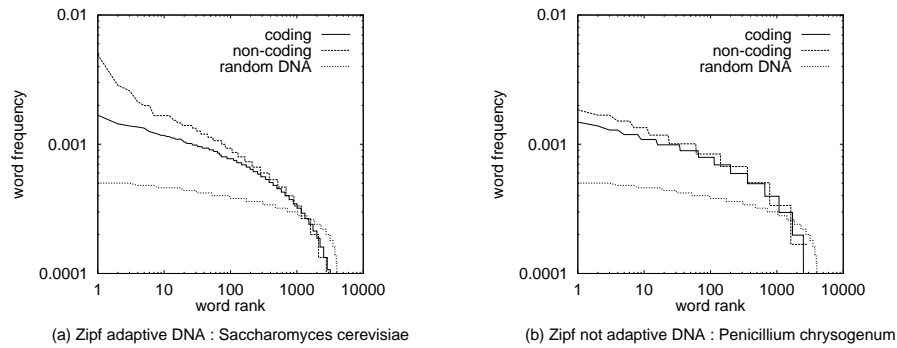 0.01
coding
non-coding
random DNA
word frequency
0.001
0.0001
1
10
100
1000
10000
word rank
(a) Zipf adaptive DNA : Saccharomyces cerevisiae
0.01
coding
non-coding
random DNA
word frequency
0.001
0.0001
1
10
100
1000
10000
word rank
(b) Zipf not adaptive DNA : Penicillium chrysogenum